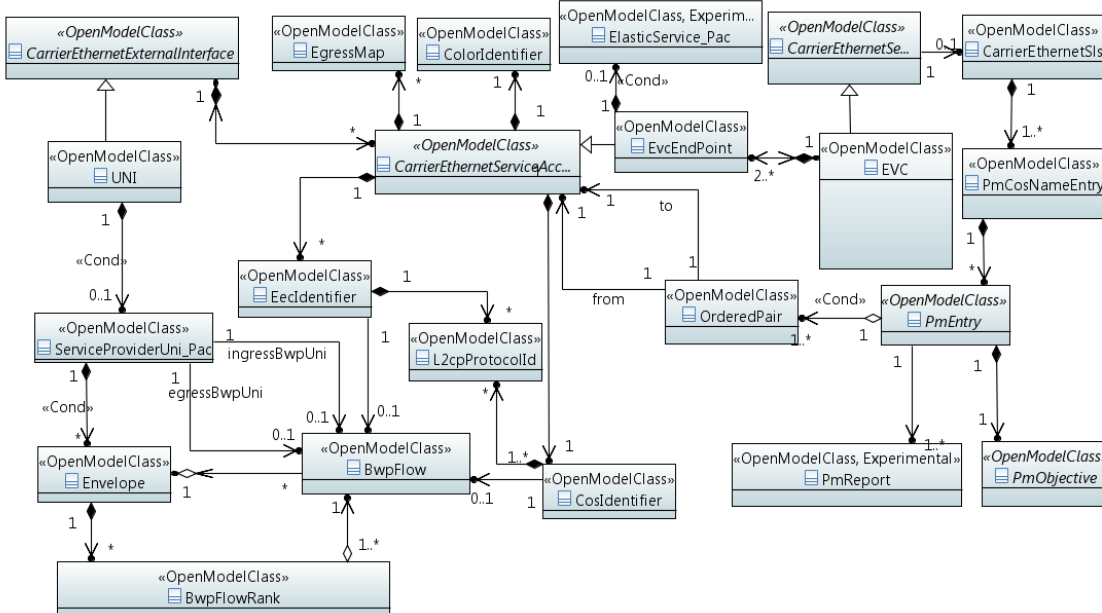 «OpenModelClass»
CarrierEthernetExternalInterface
«OpenModelClass»
EgressMap
«OpenModelClass»
ColorIdentifier
«OpenModelClass, Experim...
ElasticService_Pac
«OpenModelClass»
CarrierEthernetSe...
«OpenModelClass»
CarrierEthernetSls
0..1
1
1
*
1
0..1
«Cond»
1
1
1
1
1..*
*
«OpenModelClass»
CarrierEthernetServiceAcc...
«OpenModelClass»
EvcEndPoint
2..*
1
«OpenModelClass»
EVC
«OpenModelClass»
UNI
«OpenModelClass»
PmCosNameEntry
1
1
1
1
to
1
«Cond»
*
1
*
0..1
«OpenModelClass»
EecIdentifier
1
*
1
1
from
«OpenModelClass»
OrderedPair
«Cond»
1..*
1
«OpenModelClass»
PmEntry
«OpenModelClass»
ServiceProviderUni_Pac
1
ingressBwpUni
1
«OpenModelClass»
L2cpProtocolId
1
1
1
1
egressBwpUni
«Cond»
*
0..1
0..1
0..1
*
1
1..*
1
«OpenModelClass»
Envelope
1
*
«OpenModelClass»
BwpFlow
1..*
0..1
1
«OpenModelClass»
CosIdentifier
«OpenModelClass, Experimental»
PmReport
«OpenModelClass»
PmObjective
1
*
1
1..*
«OpenModelClass»
BwpFlowRank